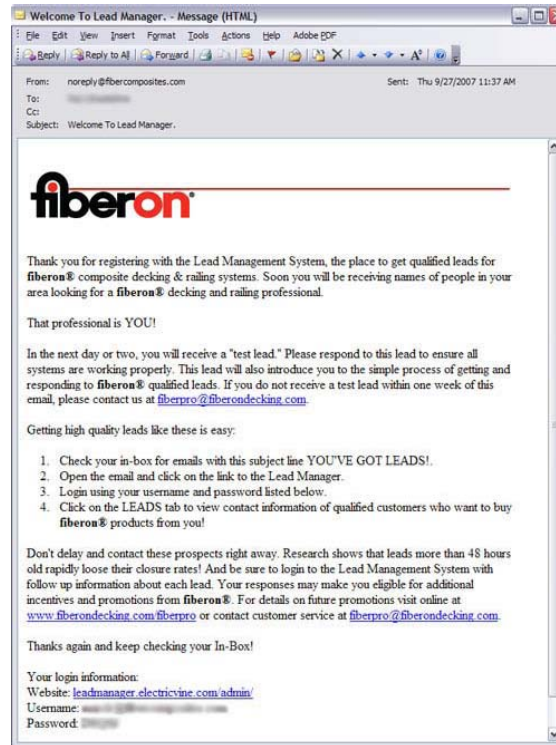 Welcome To Lead Manager. - Message (HTML)
File Edit View Insert Format Tools Actions Help Adobe PDF
Reply Reply to All Forward
From: noreply@fibercomposites.com Sent: Thu 9/27/2007 11:37 AM
To:
Cc:
Subject: Welcome To Lead Manager.
fiberon
Thank you for registering with the Lead Management System, the place to get qualified leads for
fiberon® composite decking & railing systems. Soon you will be receiving names of people in your
area looking for a fiberon® decking and railing professional.
That professional is YOU!
In the next day or two, you will receive a "test lead." Please respond to this lead to ensure all
systems are working properly. This lead will also introduce you to the simple process of getting and
responding to fiberon® qualified leads. If you do not receive a test lead within one week of this
email, please contact us at fiberpro@fiberondecking.com.
Getting high quality leads like these is easy:
1. Check your in-box for emails with this subject line YOU'VE GOT LEADS!.
2. Open the email and click on the link to the Lead Manager.
3. Login using your username and password listed below.
4. Click on the LEADS tab to view contact information of qualified customers who want to buy
fiberon® products from you!
Don't delay and contact these prospects right away. Research shows that leads more than 48 hours
old rapidly loose their closure rates! And be sure to login to the Lead Management System with
follow up information about each lead. Your responses may make you eligible for additional
incentives and promotions from fiberon®. For details on future promotions visit online at
www.fiberondecking.com/fiberpro or contact customer service at fiberpro@fiberondecking.com.
Thanks again and keep checking your In-Box!
Your login information:
Website: leadmanager.electricvine.com/admin/
Username:
Password: